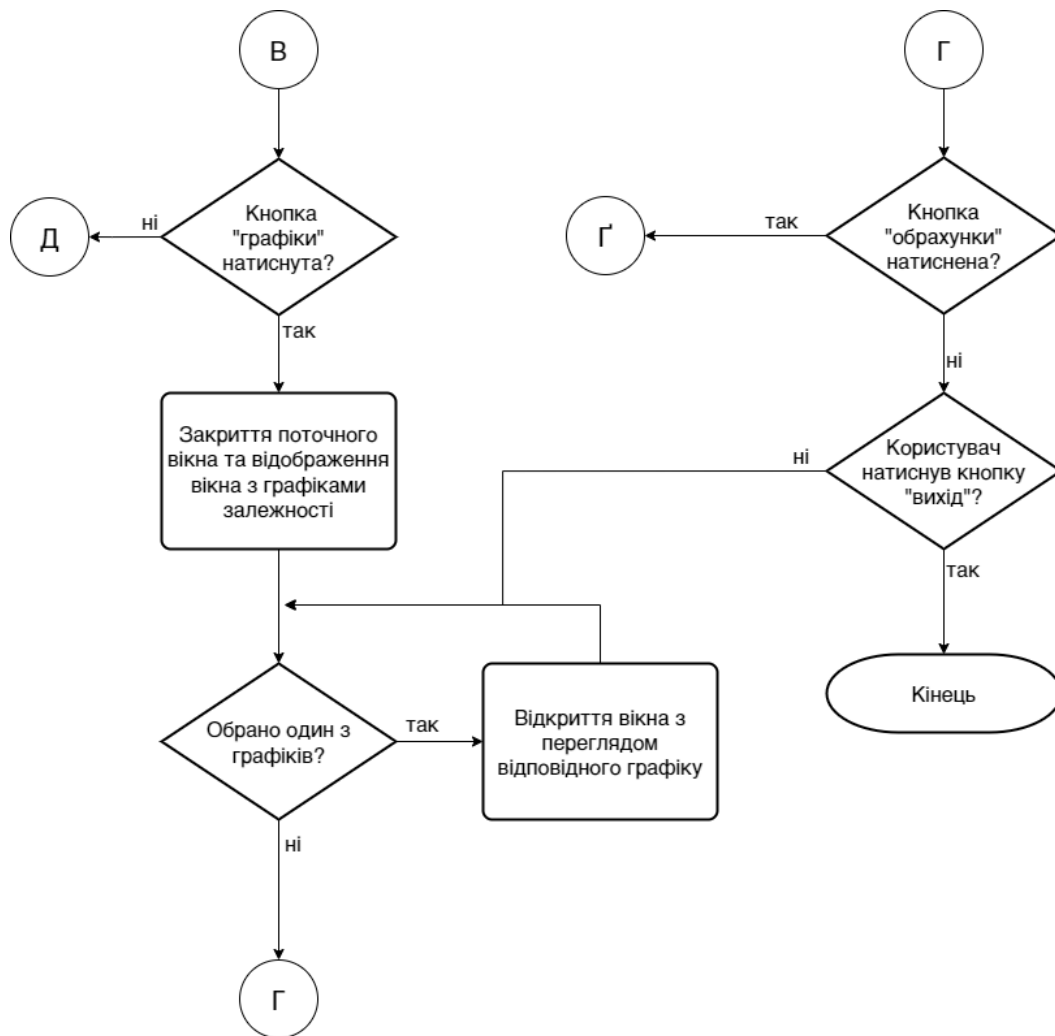 В
Г
ні
Кнопка
"графіки"
натиснута?
Д
так
Закриття поточного
вікна та відображення
вікна з графіками
залежності
Обрано один з
графіків?
так
Відкриття вікна з
переглядом
відповідного графіку
ні
Г
Ґ
так
Кнопка
"обрахунки"
натиснена?
ні
Користувач
натиснув кнопку
"вихід"?
ні
так
Кінець